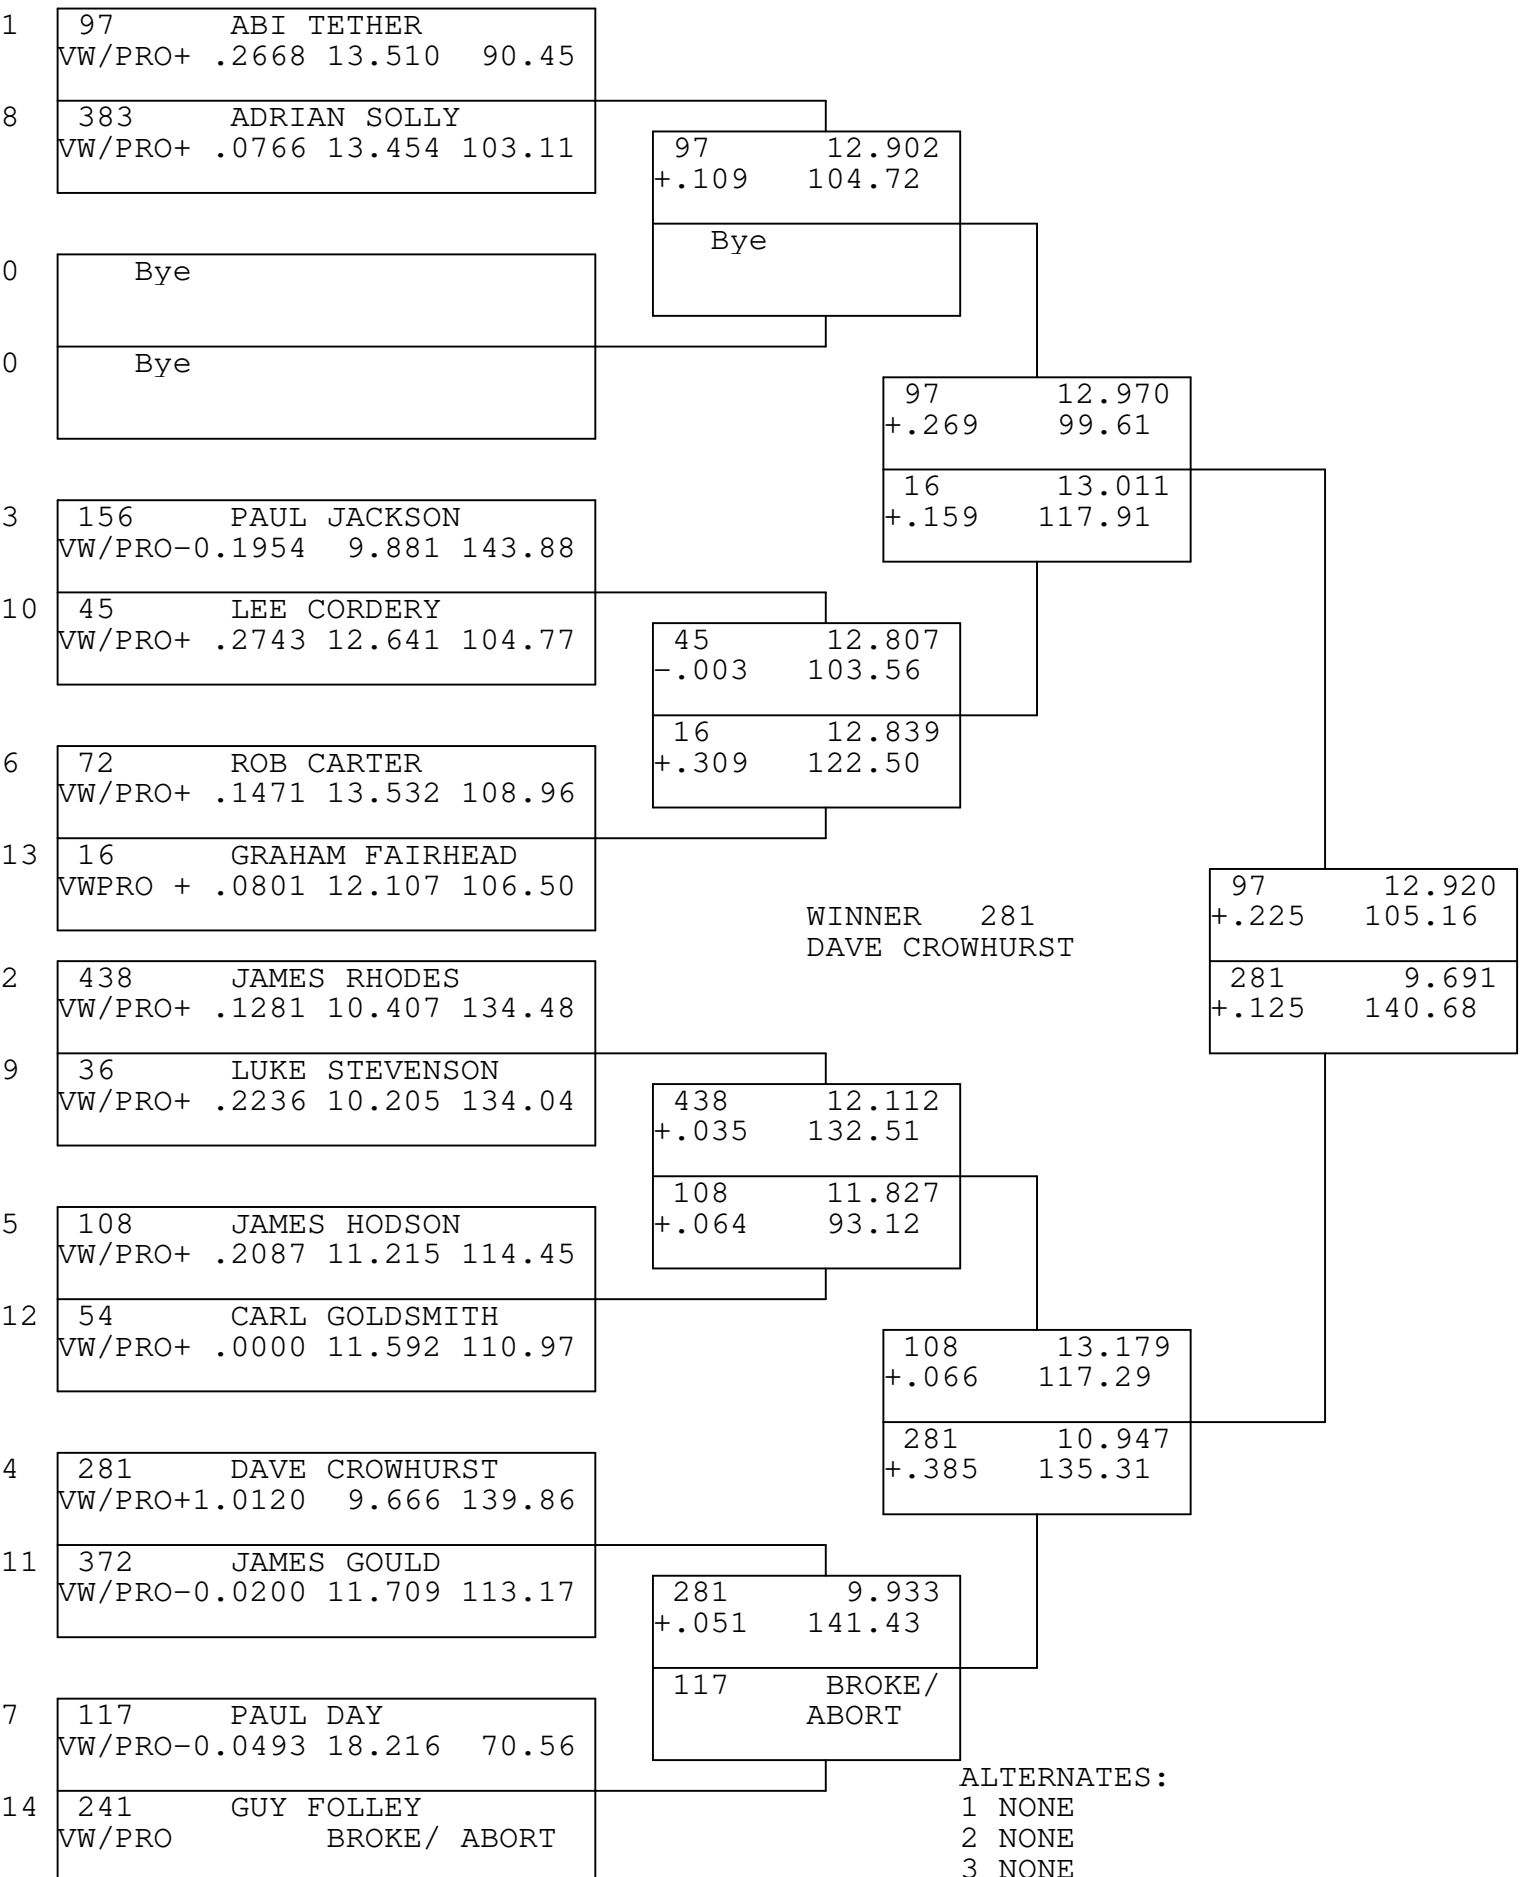 1 97 ABI TETHER
VW/PRO+ .2668 13.510 90.45
8 383 ADRIAN SOLLY
VW/PRO+ .0766 13.454 103.11
0 Bye
0 Bye
3 156 PAUL JACKSON
VW/PRO-0.1954 9.881 143.88
10 45 LEE CORDERY
VW/PRO+ .2743 12.641 104.77
6 72 ROB CARTER
VW/PRO+ .1471 13.532 108.96
13 16 GRAHAM FAIRHEAD
VWPRO + .0801 12.107 106.50
2 438 JAMES RHODES
VW/PRO+ .1281 10.407 134.48
9 36 LUKE STEVENSON
VW/PRO+ .2236 10.205 134.04
5 108 JAMES HODSON
VW/PRO+ .2087 11.215 114.45
12 54 CARL GOLDSMITH
VW/PRO+ .0000 11.592 110.97
4 281 DAVE CROWHURST
VW/PRO+1.0120 9.666 139.86
11 372 JAMES GOULD
VW/PRO-0.0200 11.709 113.17
7 117 PAUL DAY
VW/PRO-0.0493 18.216 70.56
14 241 GUY FOLLEY
VW/PRO BROKE/ ABORT
97 12.902
+.109 104.72
Bye
45 12.807
-.003 103.56
16 12.839
+.309 122.50
438 12.112
+.035 132.51
108 11.827
+.064 93.12
281 9.933
+.051 141.43
117 BROKE/
ABORT
97 12.970
+.269 99.61
16 13.011
+.159 117.91
108 13.179
+.066 117.29
281 10.947
+.385 135.31
97 12.920
+.225 105.16
281 9.691
+.125 140.68
WINNER 281
DAVE CROWHURST
ALTERNATES:
1 NONE
2 NONE
3 NONE